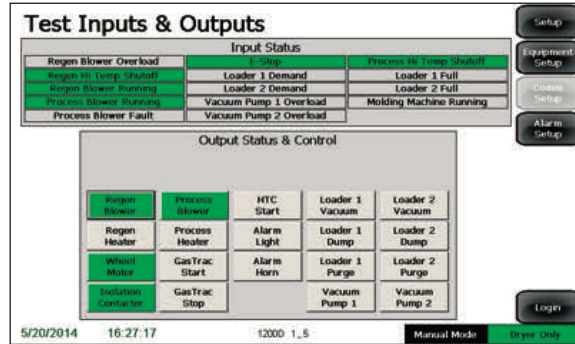 Test Inputs & Outputs
Setup
Input Status
Regen Blower Overload
E-Stop
Process Hi Temp Shutoff
Equipment
Setup
Regen Hi Temp Shutoff
Loader 1 Demand
Loader 1 Full
Regen Blower Running
Loader 2 Demand
Loader 2 Full
Comm
Setup
Process Blower Running
Vacuum Pump 1 Overload
Molding Machine Running
Process Blower Fault
Vacuum Pump 2 Overload
Alarm
Setup
Output Status & Control
Regen
Blower
Process
Blower
HTC
Start
Loader 1
Vacuum
Loader 2
Vacuum
Regen
Heater
Process
Heater
Alarm
Light
Loader 1
Dump
Loader 2
Dump
Wheel
Motor
GasTrac
Start
Alarm
Horn
Loader 1
Purge
Loader 2
Purge
Isolation
Contacter
GasTrac
Stop
Vacuum
Pump 1
Vacuum
Pump 2
Login
5/20/2014 16:27:17 1200D 1_5 Manual Mode Dryer Only